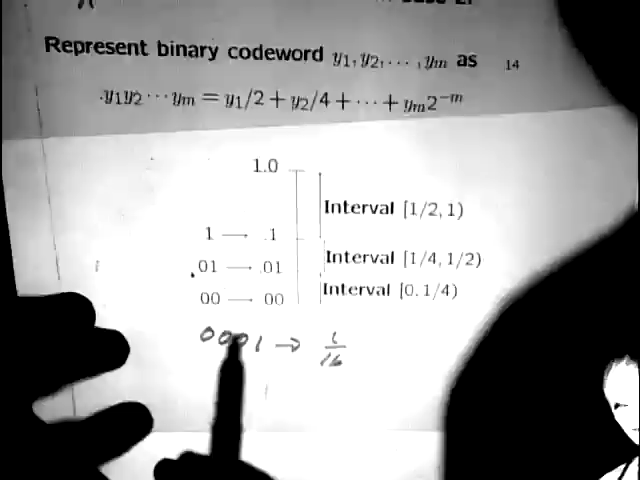 Represent binary codeword y1, y2, ⋯ , ym as 14
.y1y2 ⋯ ym = y1/2 + y2/4 + ⋯ + ym2^−m
1.0
Interval [1/2, 1)
1 → .1
Interval [1/4, 1/2)
.01 → .01
Interval [0, 1/4)
00 → 00
0001 → 1/16